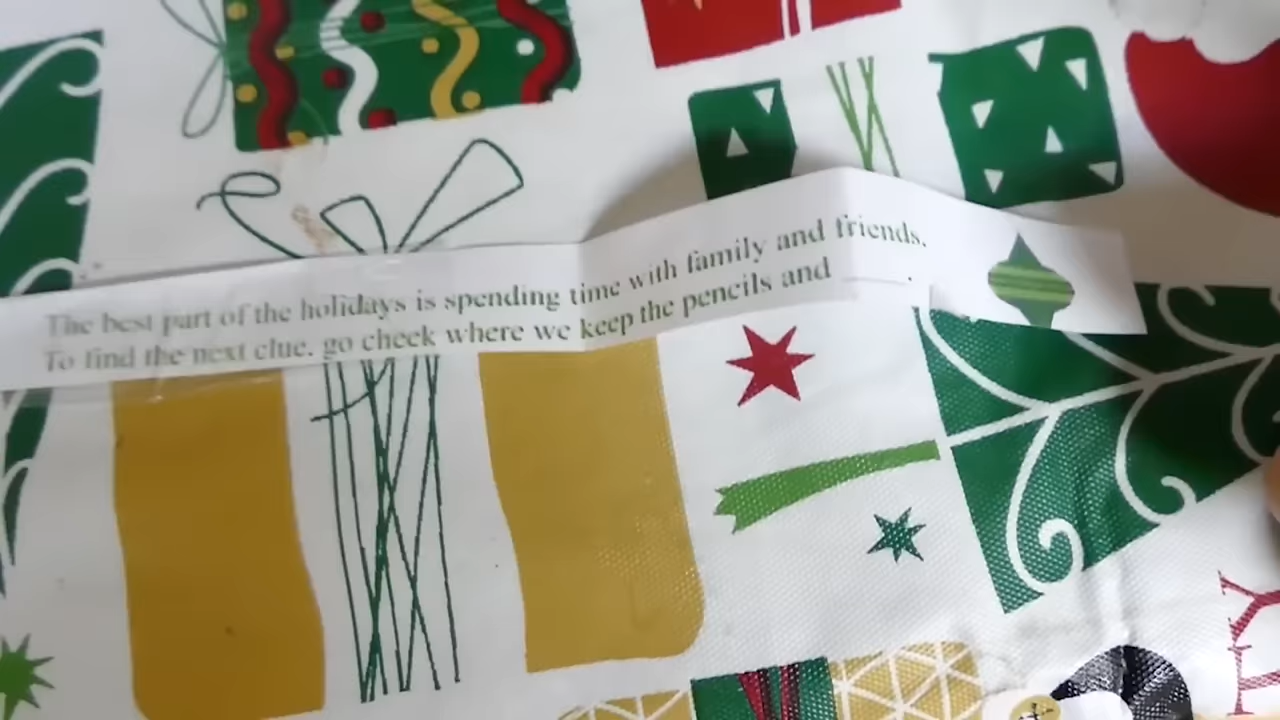 The best part of the holidays is spending time with family and friends.
To find the next clue, go check where we keep the pencils and ______.